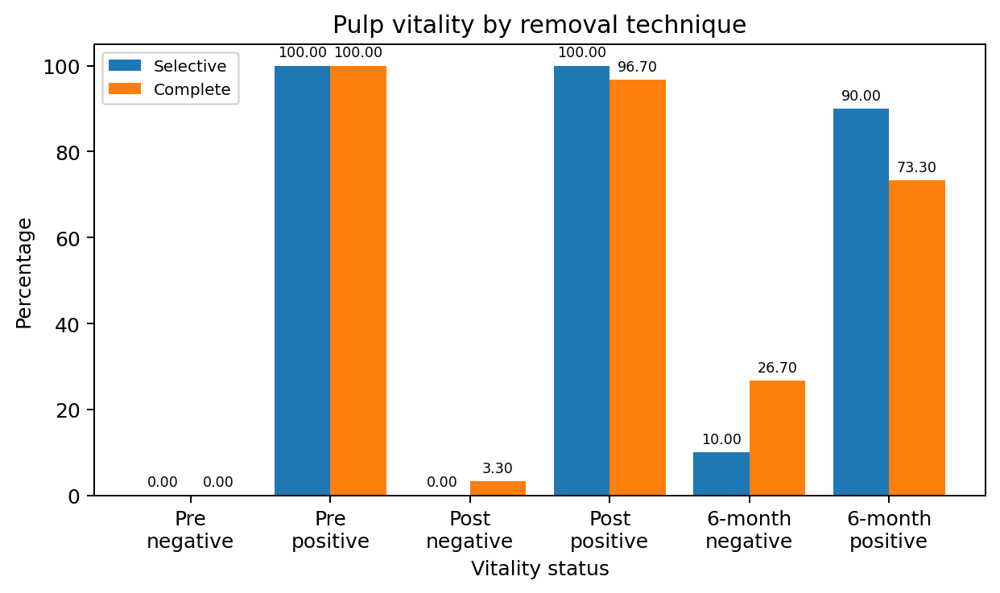 Pulp vitality by removal technique
Selective
Complete
Percentage
100
80
60
40
20
0
0.00 0.00
100.00 100.00
0.00 3.30
100.00 96.70
10.00 26.70
90.00 73.30
Pre
negative
Pre
positive
Post
negative
Post
positive
6-month
negative
6-month
positive
Vitality status